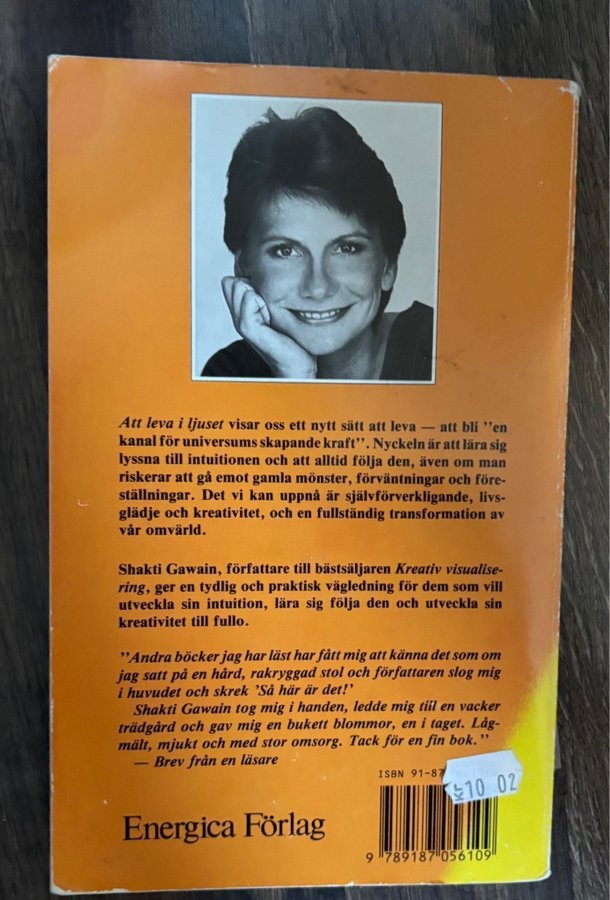 Att leva i ljuset visar oss ett nytt sätt att leva — att bli ”en
kanal för universums skapande kraft”. Nyckeln är att lära sig
lyssna till intuitionen och att alltid följa den, även om man
riskerar att gå emot gamla mönster, förväntningar och före-
ställningar. Det vi kan uppnå är självförverkligande, livs-
glädje och kreativitet, och en fullständig transformation av
vår omvärld.
Shakti Gawain, författare till bästsäljaren Kreativ visualise-
ring, ger en tydlig och praktisk vägledning för dem som vill
utveckla sin intuition, lära sig följa den och utveckla sin
kreativitet till fullo.
”Andra böcker jag har läst har fått mig att känna det som om
jag satt på en hård, rakryggad stol och författaren slog mig
i huvudet och skrek ’Så här är det!’
Shakti Gawain tog mig i handen, ledde mig till en vacker
trädgård och gav mig en bukett blommor, en i taget. Låg-
mält, mjukt och med stor omsorg. Tack för en fin bok.”
— Brev från en läsare
ISBN 91-87
10 02
Energica Förlag
9 789187 056109